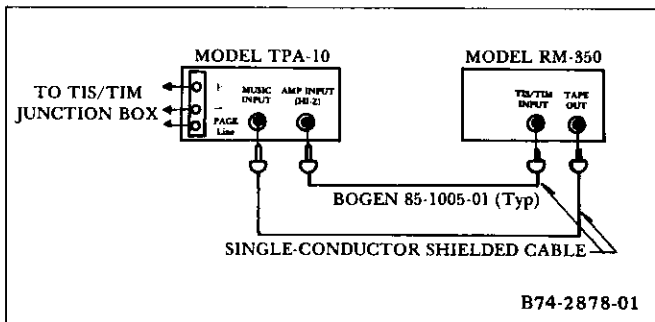 MODEL TPA-10
MODEL RM-350
TO TIS/TIM
JUNCTION BOX
MUSIC
INPUT
AMP INPUT
(HI-Z)
PAGE
Line
TIS/TIM
INPUT
TAPE
OUT
BOGEN 85-1005-01 (Typ)
SINGLE-CONDUCTOR SHIELDED CABLE
B74-2878-01